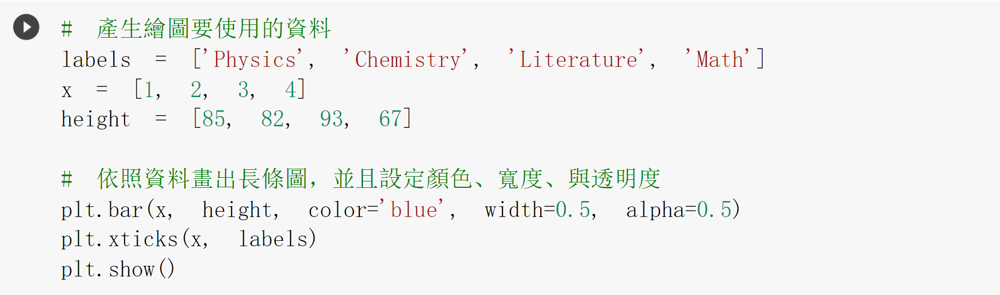 # 產生繪圖要使用的資料
labels = ['Physics', 'Chemistry', 'Literature', 'Math']
x = [1, 2, 3, 4]
height = [85, 82, 93, 67]
# 依照資料畫出長條圖，並且設定顏色、寬度、與透明度
plt.bar(x, height, color='blue', width=0.5, alpha=0.5)
plt.xticks(x, labels)
plt.show()